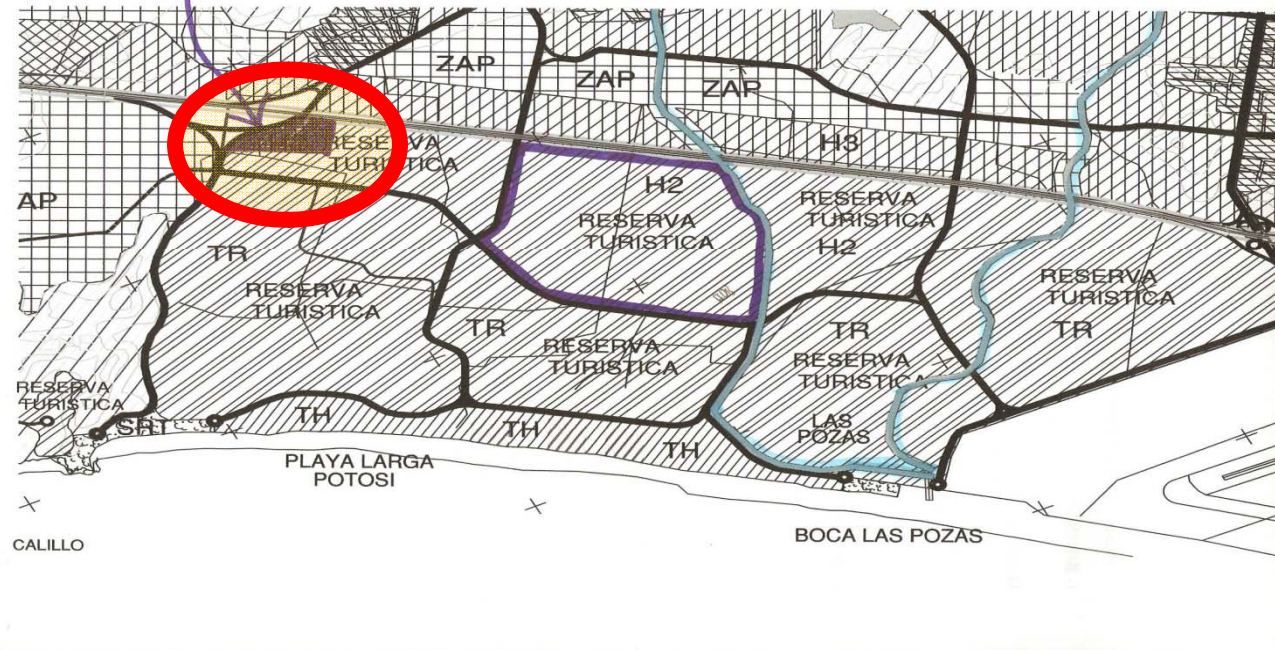 ZAP
ZAP
ZAP
RESERVA
TURISTICA
H3
AP
H2
RESERVA
TURISTICA
RESERVA
TURISTICA
H2
TR
RESERVA
TURISTICA
RESERVA
TURISTICA
TR
TR
RESERVA
TURISTICA
TR
RESERVA
TURISTICA
RESERVA
TURISTICA
TH
SRT
TH
TH
LAS
POZAS
PLAYA LARGA
POTOSI
BOCA LAS POZAS
CALILLO